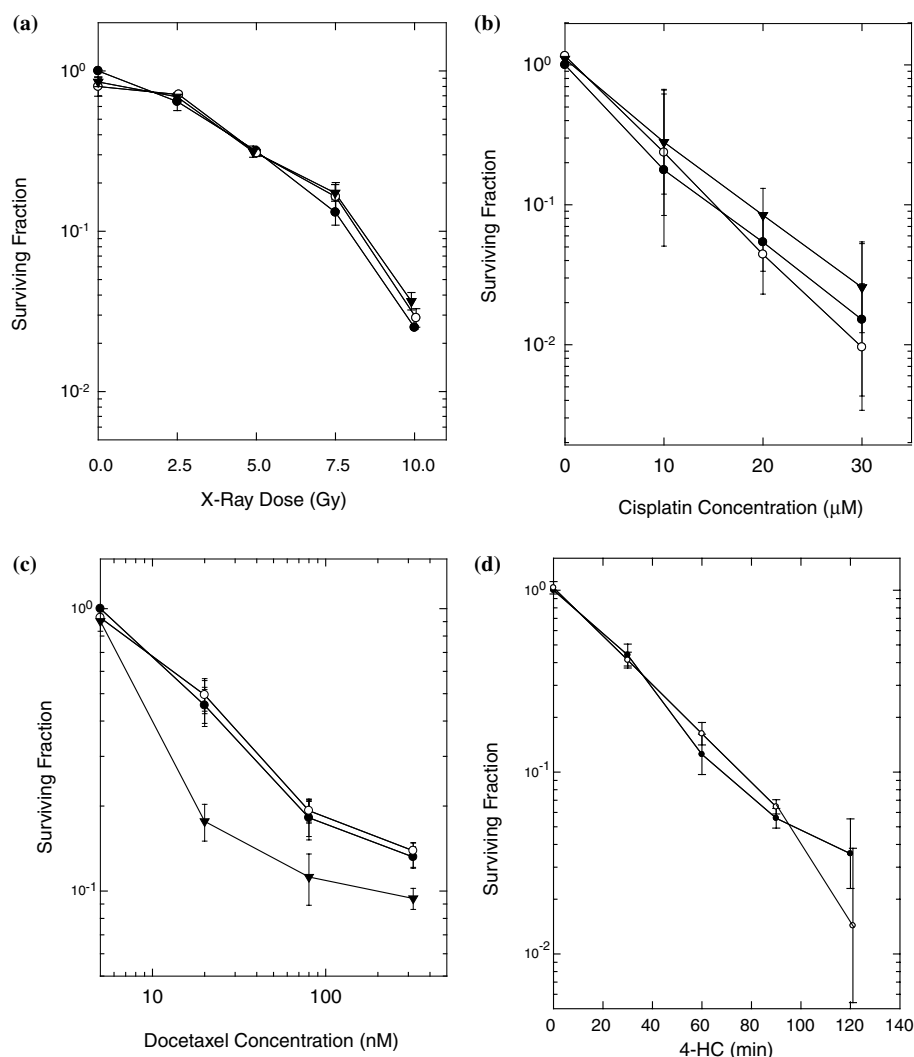 (a)
10⁰
10⁻¹
10⁻²
Surviving Fraction
0.0 2.5 5.0 7.5 10.0
X-Ray Dose (Gy)
(b)
10⁰
10⁻¹
10⁻²
Surviving Fraction
0 10 20 30
Cisplatin Concentration (μM)
(c)
10⁰
10⁻¹
Surviving Fraction
10 100
Docetaxel Concentration (nM)
(d)
10⁰
10⁻¹
10⁻²
Surviving Fraction
0 20 40 60 80 100 120 140
4-HC (min)